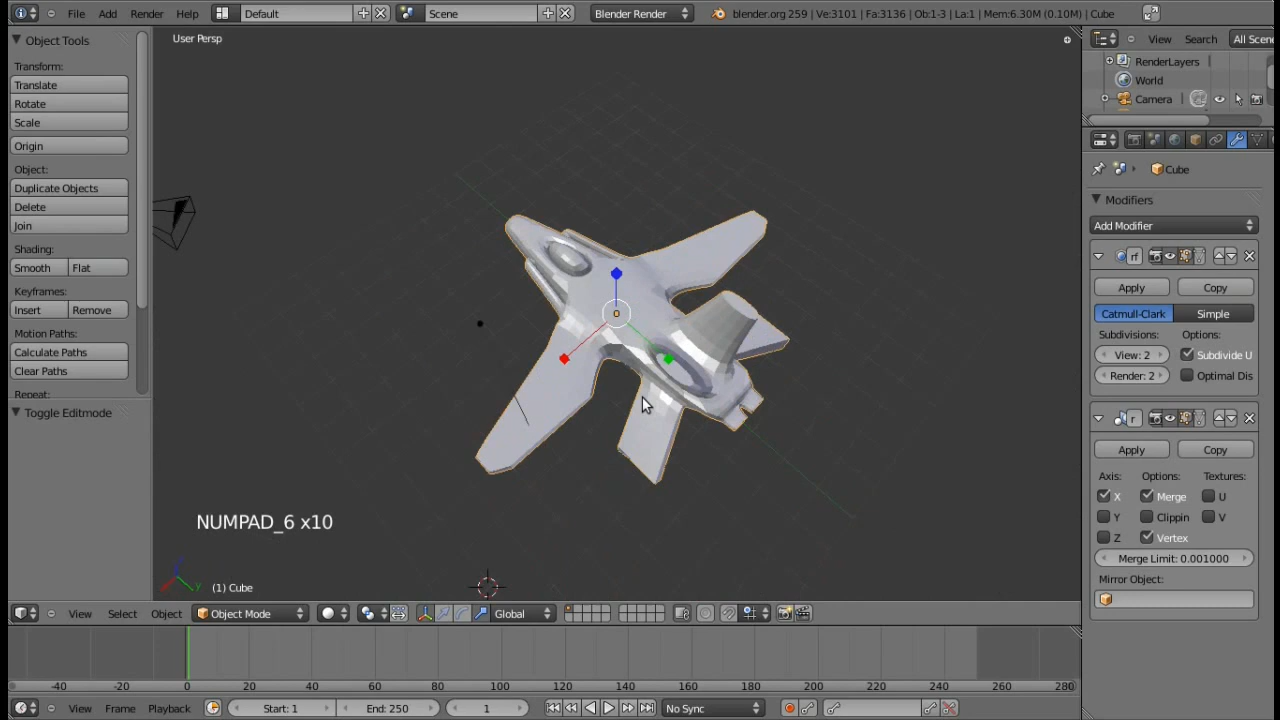 File Add Render Help Default Scene Blender Render blender.org 259 | Ve:3101 | Fa:3136 | Ob:1-3 | La:1 | Mem:6.30M (0.10M) | Cube
Object Tools
Transform:
Translate
Rotate
Scale
Origin
Object:
Duplicate Objects
Delete
Join
Shading:
Smooth Flat
Keyframes:
Insert Remove
Motion Paths:
Calculate Paths
Clear Paths
Repeat:
Toggle Editmode
User Persp
NUMPAD_6 x10
(1) Cube
View Search All Scen
RenderLayers
World
Camera
Cube
Modifiers
Add Modifier
rf
Apply Copy
Catmull-Clark Simple
Subdivisions: Options:
View: 2 Subdivide U
Render: 2 Optimal Dis
r
Apply Copy
Axis: Options: Textures:
X Merge U
Y Clippin V
Z Vertex
Merge Limit: 0.001000
Mirror Object:
View Select Object Object Mode Global
-40 -20 0 20 40 60 80 100 120 140 160 180 200 220 240 260 280
View Frame Playback Start: 1 End: 250 1 No Sync